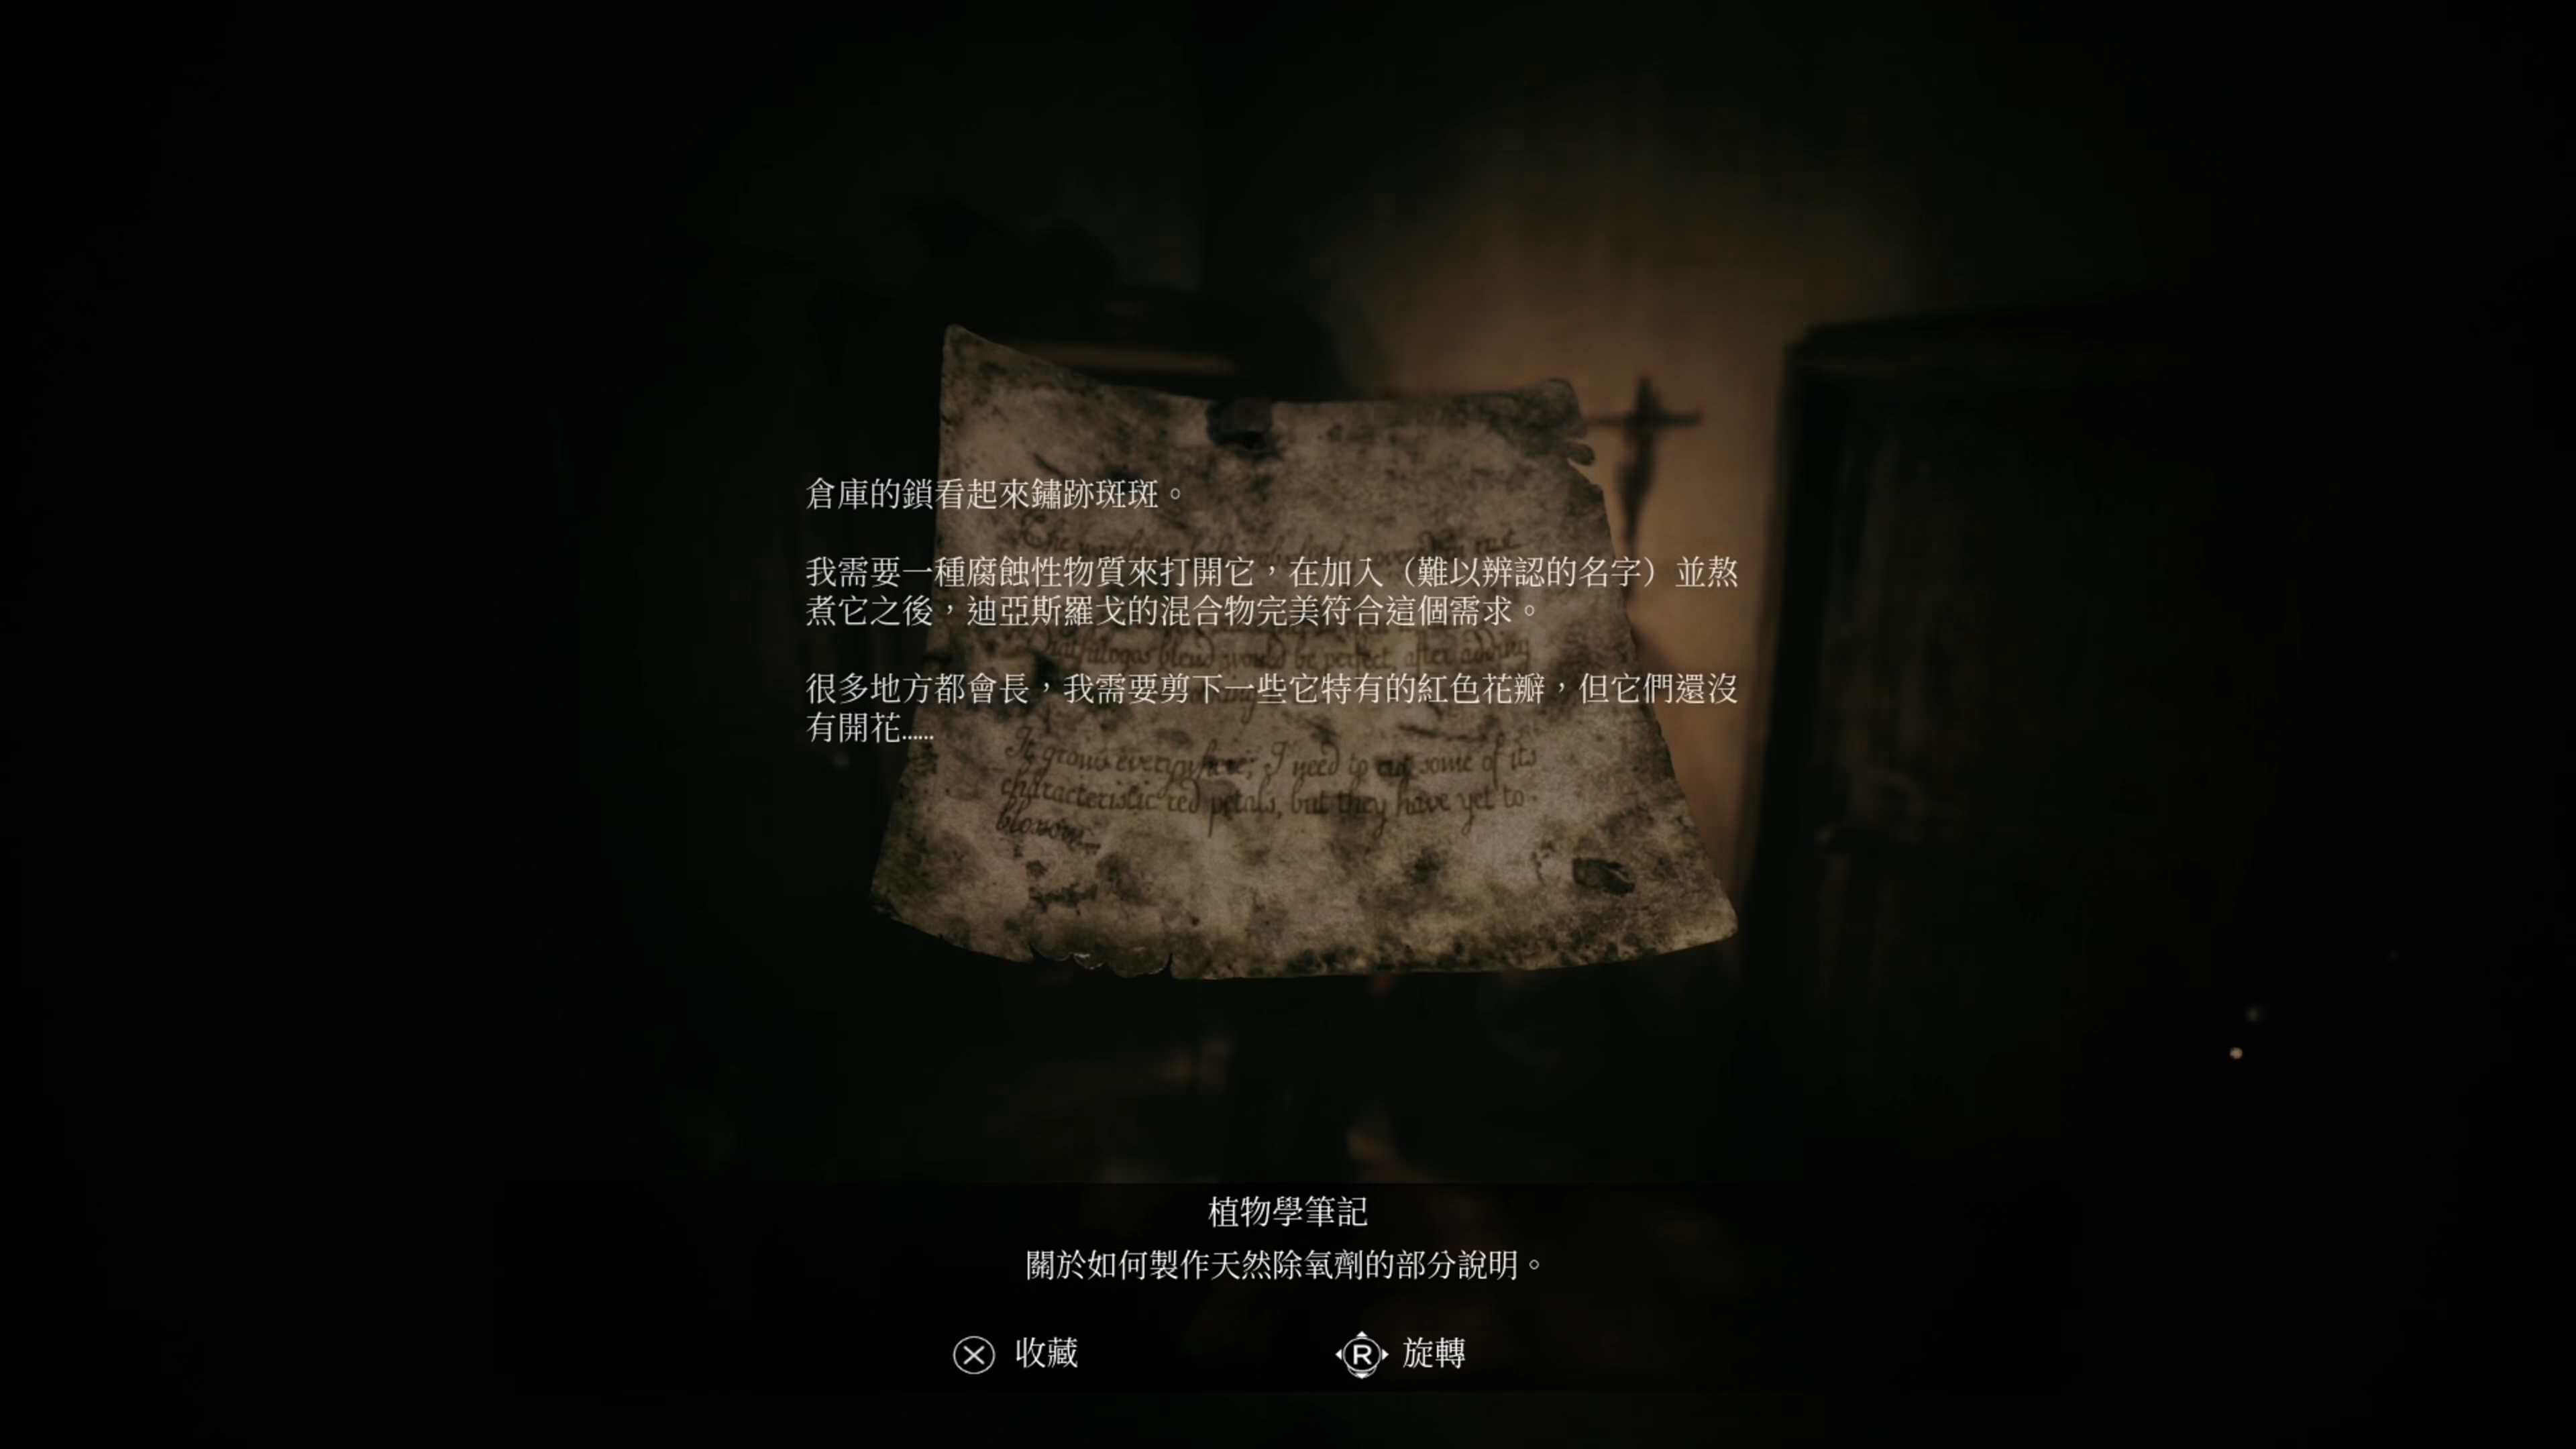 倉庫的鎖看起來鏽跡斑斑。
我需要一種腐蝕性物質來打開它,在加入(難以辨認的名字)並熬
煮它之後,迪亞斯羅戈的混合物完美符合這個需求。
blend would be perfect, after adding
很多地方都會長,我需要剪下一些它特有的紅色花瓣,但它們還沒
有開花……
It grows everywhere; I need to cut some of its
characteristic red petals, but they have yet to
blossom...
植物學筆記
關於如何製作天然除氧劑的部分說明。
收藏
R 旋轉